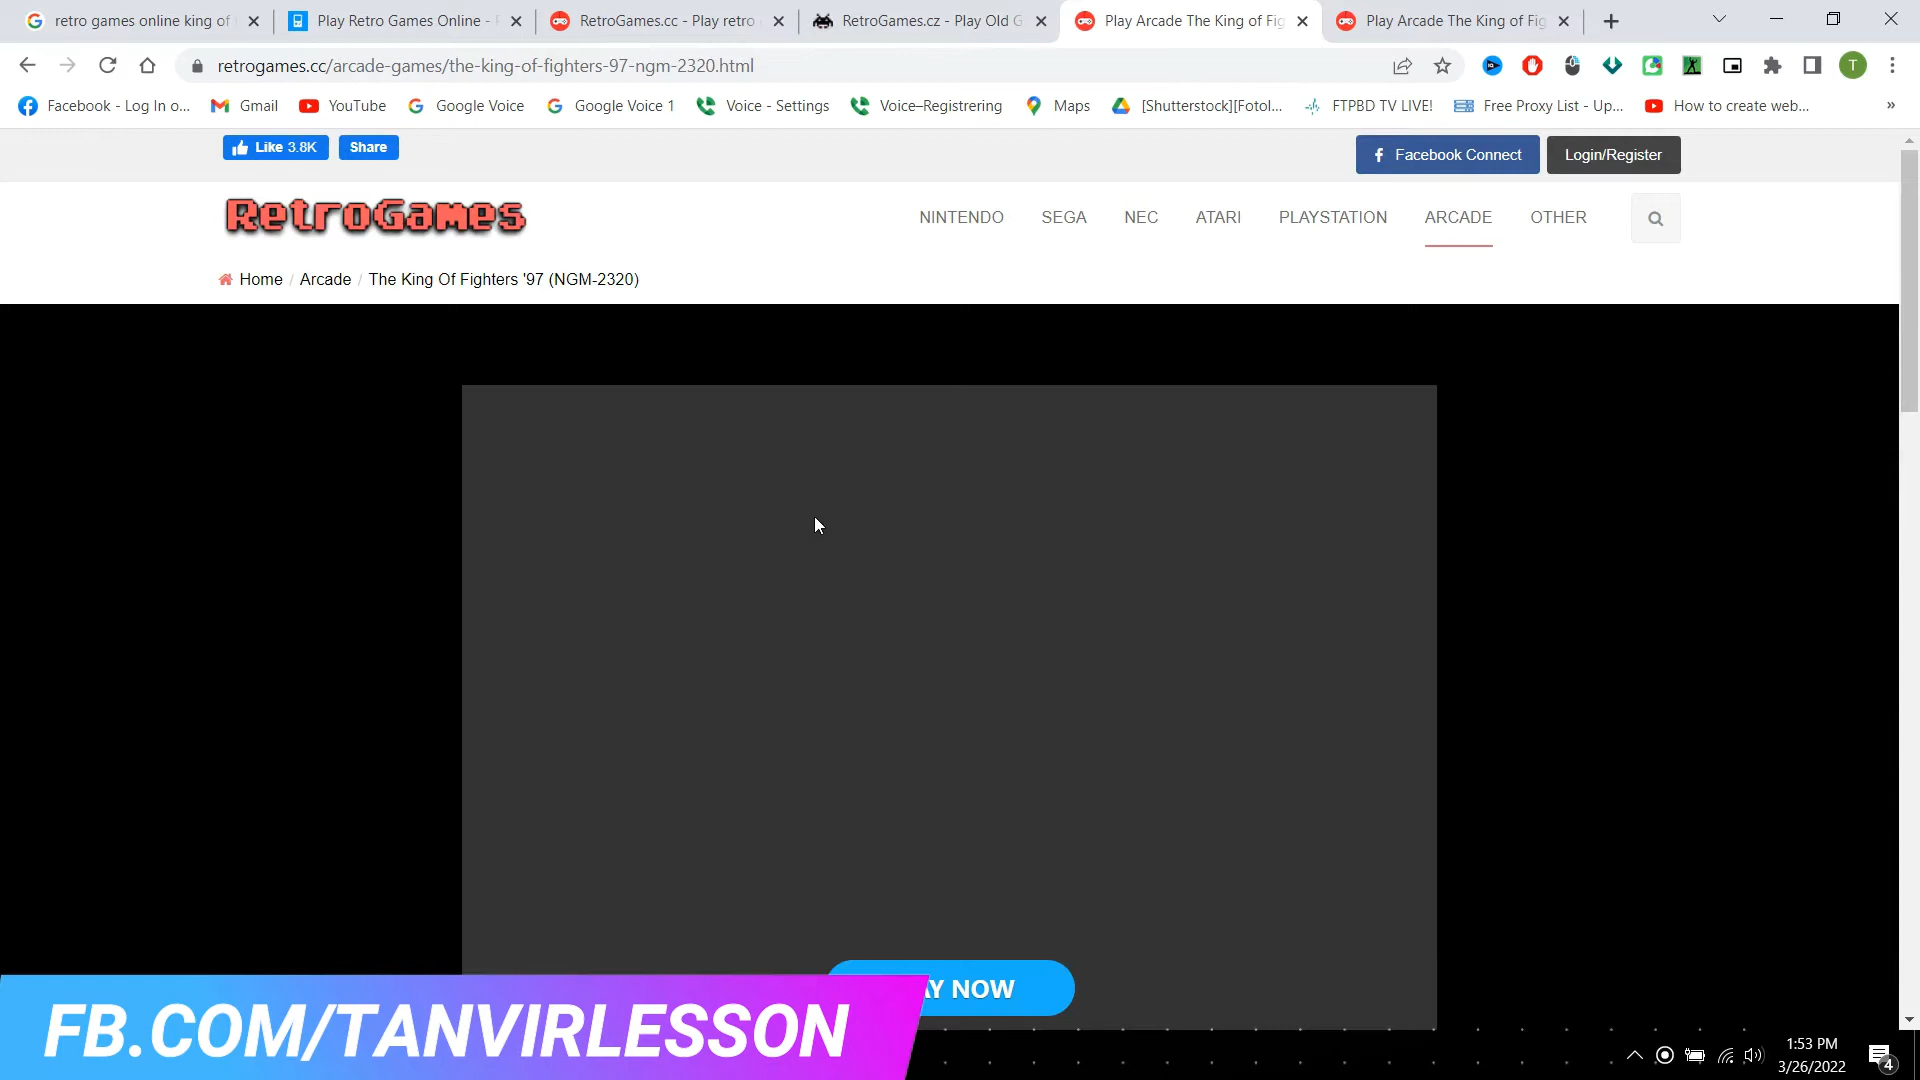 retro games online king of
Play Retro Games Online -
RetroGames.cc - Play retro
RetroGames.cz - Play Old G
Play Arcade The King of Fig
Play Arcade The King of Fig
retrogames.cc/arcade-games/the-king-of-fighters-97-ngm-2320.html
T
Facebook - Log In o...
Gmail
YouTube
Google Voice
Google Voice 1
Voice - Settings
Voice–Registrering
Maps
[Shutterstock][Fotol...
FTPBD TV LIVE!
Free Proxy List - Up...
How to create web...
»
Like 3.8K
Share
Facebook Connect
Login/Register
RetroGames
NINTENDO
SEGA
NEC
ATARI
PLAYSTATION
ARCADE
OTHER
Home / Arcade / The King Of Fighters '97 (NGM-2320)
AY NOW
FB.COM/TANVIRLESSON
1:53 PM
3/26/2022
4